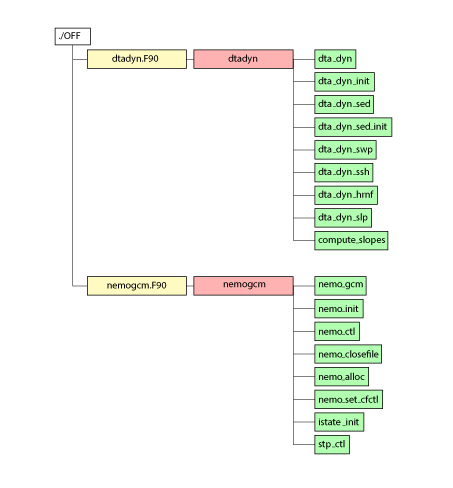 ./OFF
dtadyn.F90
dtadyn
dta_dyn
dta_dyn_init
dta_dyn_sed
dta_dyn_sed_init
dta_dyn_swp
dta_dyn_ssh
dta_dyn_hrnf
dta_dyn_slp
compute_slopes
nemogcm.F90
nemogcm
nemo_gcm
nemo_init
nemo_ctl
nemo_closefile
nemo_alloc
nemo_set_cfctl
istate_init
stp_ctl